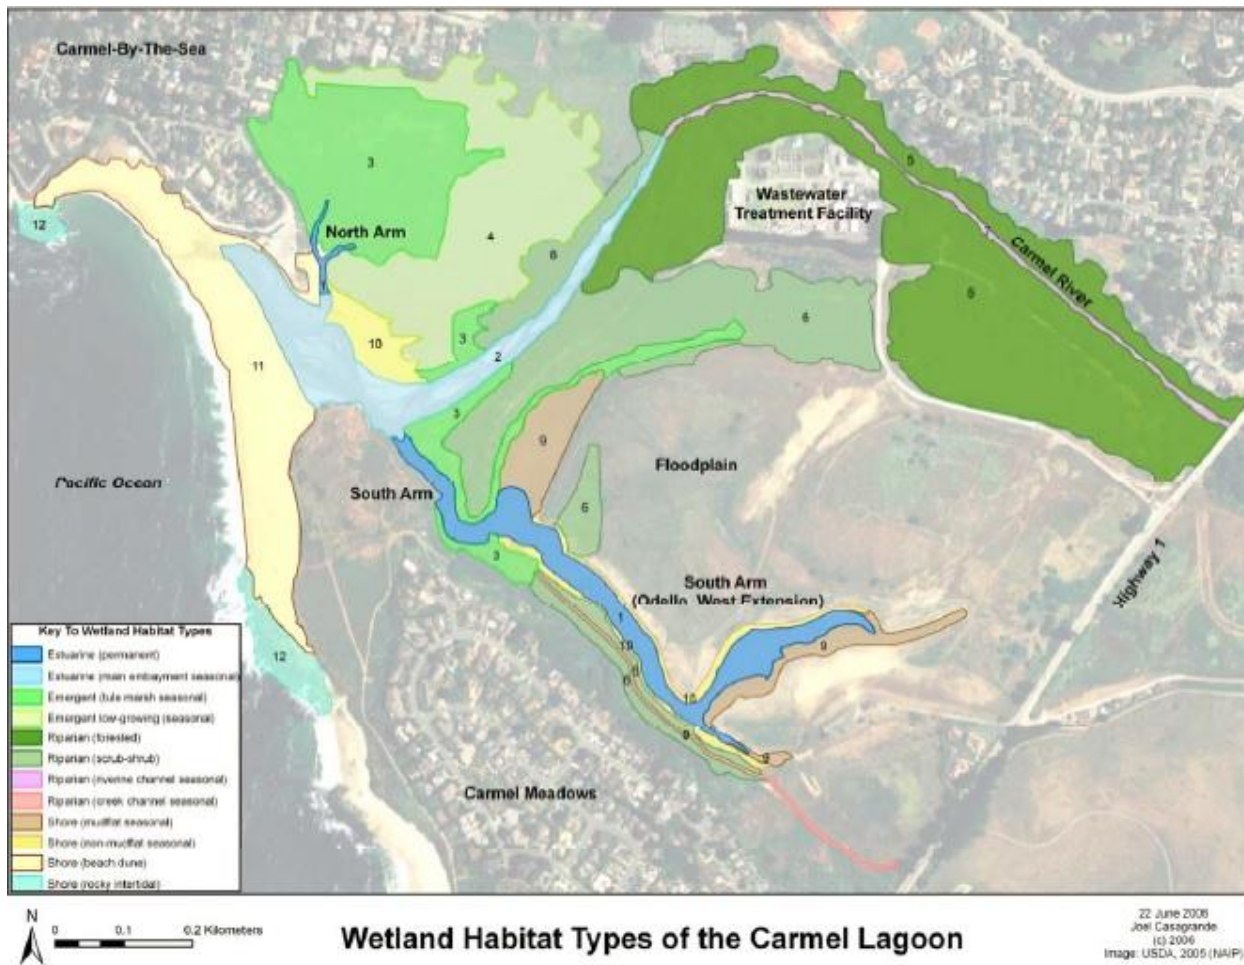 Carmel-By-The-Sea
3
12
North Arm
4
6
5
Wastewater
Treatment Facility
7
Carmel River
5
1
10
3
2
6
11
3
9
Floodplain
Pacific Ocean
South Arm
6
3
South Arm
(Odello West Extension)
Highway 1
1
10
9
6
12
10
9
9
Carmel Meadows
Key To Wetland Habitat Types
Estuarine (permanent)
Estuarine (main embayment seasonal)
Emergent (tule marsh seasonal)
Emergent low-growing (seasonal)
Riparian (forested)
Riparian (scrub-shrub)
Riparian (riverine channel seasonal)
Riparian (creek channel seasonal)
Shore (mudflat seasonal)
Shore (non-mudflat seasonal)
Shore (beach dune)
Shore (rocky intertidal)
N
0 0.1 0.2 Kilometers
Wetland Habitat Types of the Carmel Lagoon
22 June 2006
Joel Casagrande
(c) 2006
Image: USDA, 2005 (NAIP)